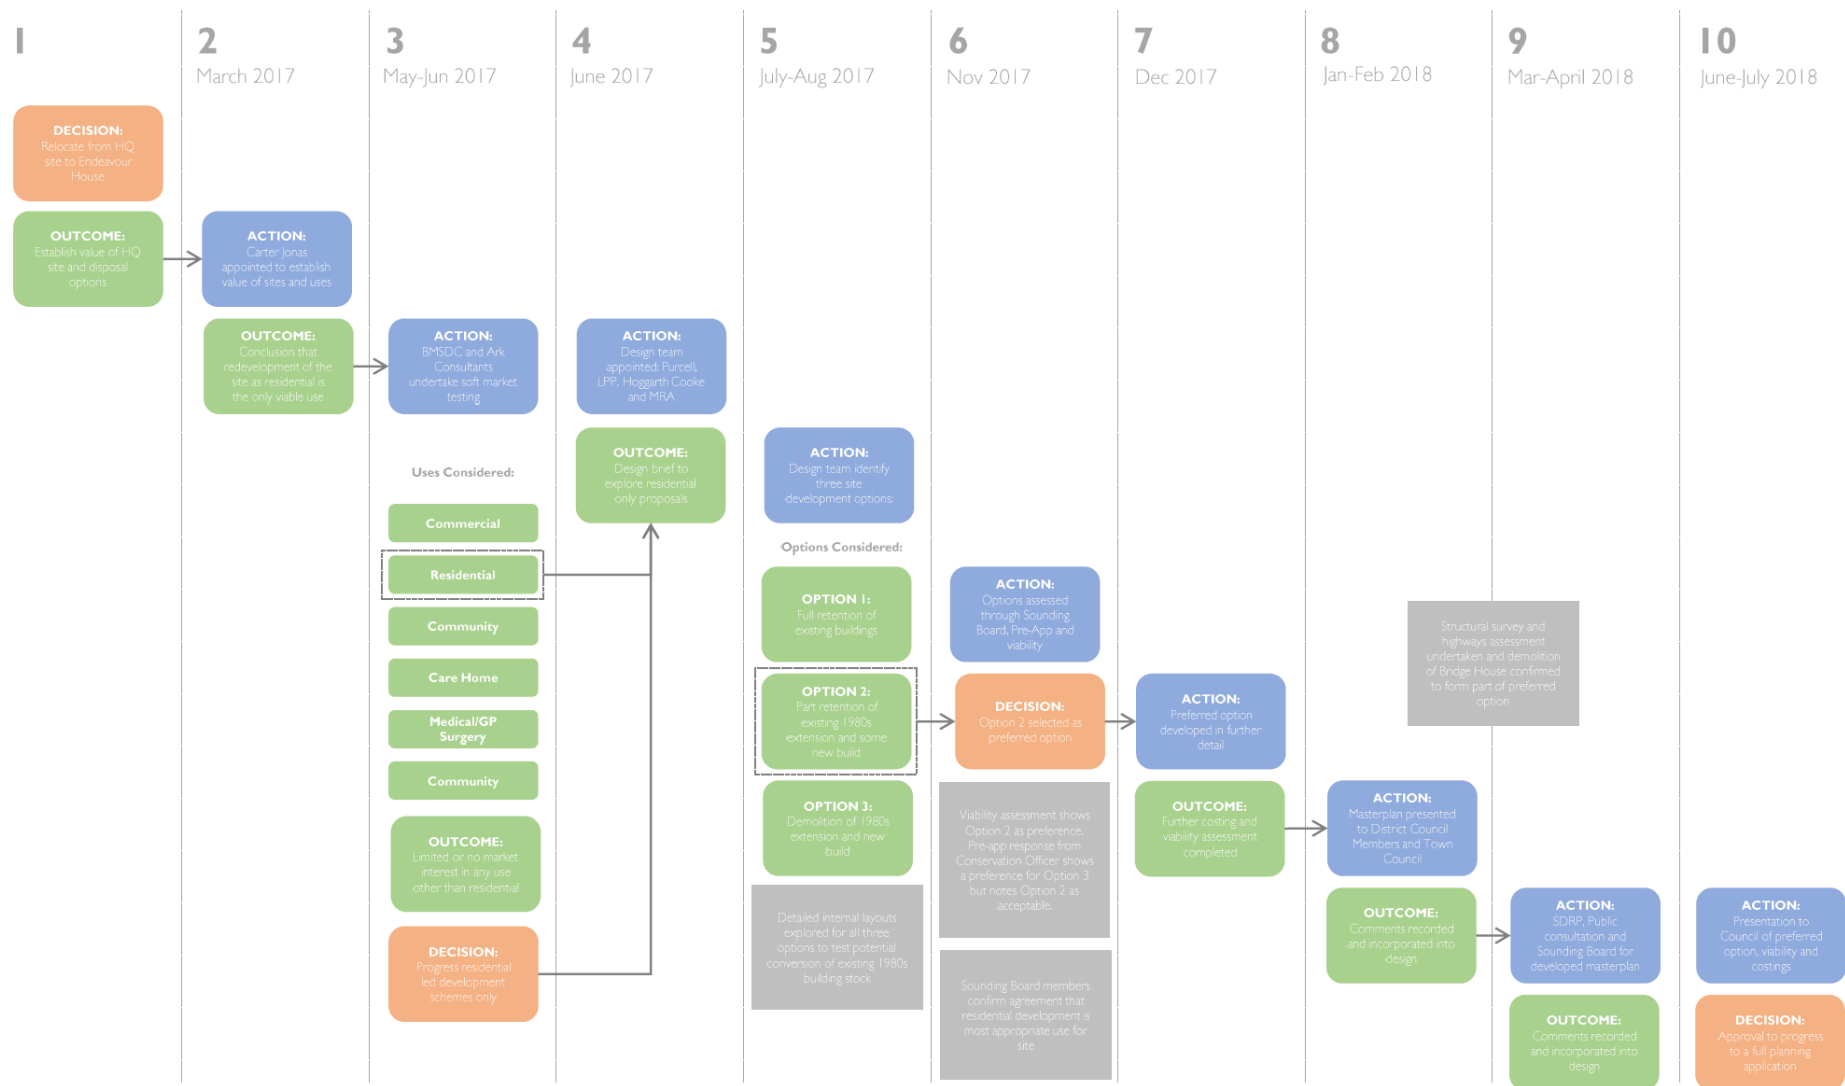 1
2
March 2017
3
May-Jun 2017
4
June 2017
5
July-Aug 2017
6
Nov 2017
7
Dec 2017
8
Jan-Feb 2018
9
Mar-April 2018
10
June-July 2018
DECISION:
Relocate from HQ
site to Endeavour
House
OUTCOME:
Establish value of HQ
site and disposal
options
ACTION:
Carter Jonas
appointed to establish
value of sites and uses
OUTCOME:
Conclusion that
redevelopment of the
site as residential is
the only viable use
ACTION:
BMSDC and Ark
Consultants
undertake soft market
testing
Uses Considered:
Commercial
Residential
Community
Care Home
Medical/GP
Surgery
Community
OUTCOME:
Limited or no market
interest in any use
other than residential
DECISION:
Progress residential
led development
schemes only
ACTION:
Design team
appointed: Purcell,
LPP, Hoggarth Cooke
and MRA
OUTCOME:
Design brief to
explore residential
only proposals
ACTION:
Design team identify
three site
development options:
Options Considered:
OPTION 1:
Full retention of
existing buildings
OPTION 2:
Part retention of
existing 1980s
extension and some
new build
OPTION 3:
Demolition of 1980s
extension and new
build
Detailed internal layouts
explored for all three
options to test potential
conversion of existing 1980s
building stock
ACTION:
Options assessed
through Sounding
Board, Pre-App and
viability
DECISION:
Option 2 selected as
preferred option
Viability assessment shows
Option 2 as preference.
Pre-app response from
Conservation Officer shows
a preference for Option 3
but notes Option 2 as
acceptable.
Sounding Board members
confirm agreement that
residential development is
most appropriate use for
site
ACTION:
Preferred option
developed in further
detail
OUTCOME:
Further costing and
viability assessment
completed
ACTION:
Masterplan presented
to District Council
Members and Town
Council
OUTCOME:
Comments recorded
and incorporated into
design
Structural survey and
highways assessment
undertaken and demolition
of Bridge House confirmed
to form part of preferred
option
ACTION:
SDRP, Public
consultation and
Sounding Board for
developed masterplan
OUTCOME:
Comments recorded
and incorporated into
design
ACTION:
Presentation to
Council of preferred
option, viability and
costings
DECISION:
Approval to progress
to a full planning
application